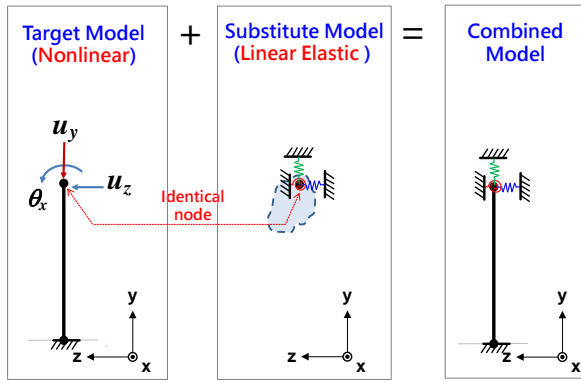 Target Model
(Nonlinear)
+
Substitute Model
(Linear Elastic )
=
Combined
Model
u_y
θ_x
u_z
Identical
node
y
z
x
y
z
x
y
z
x